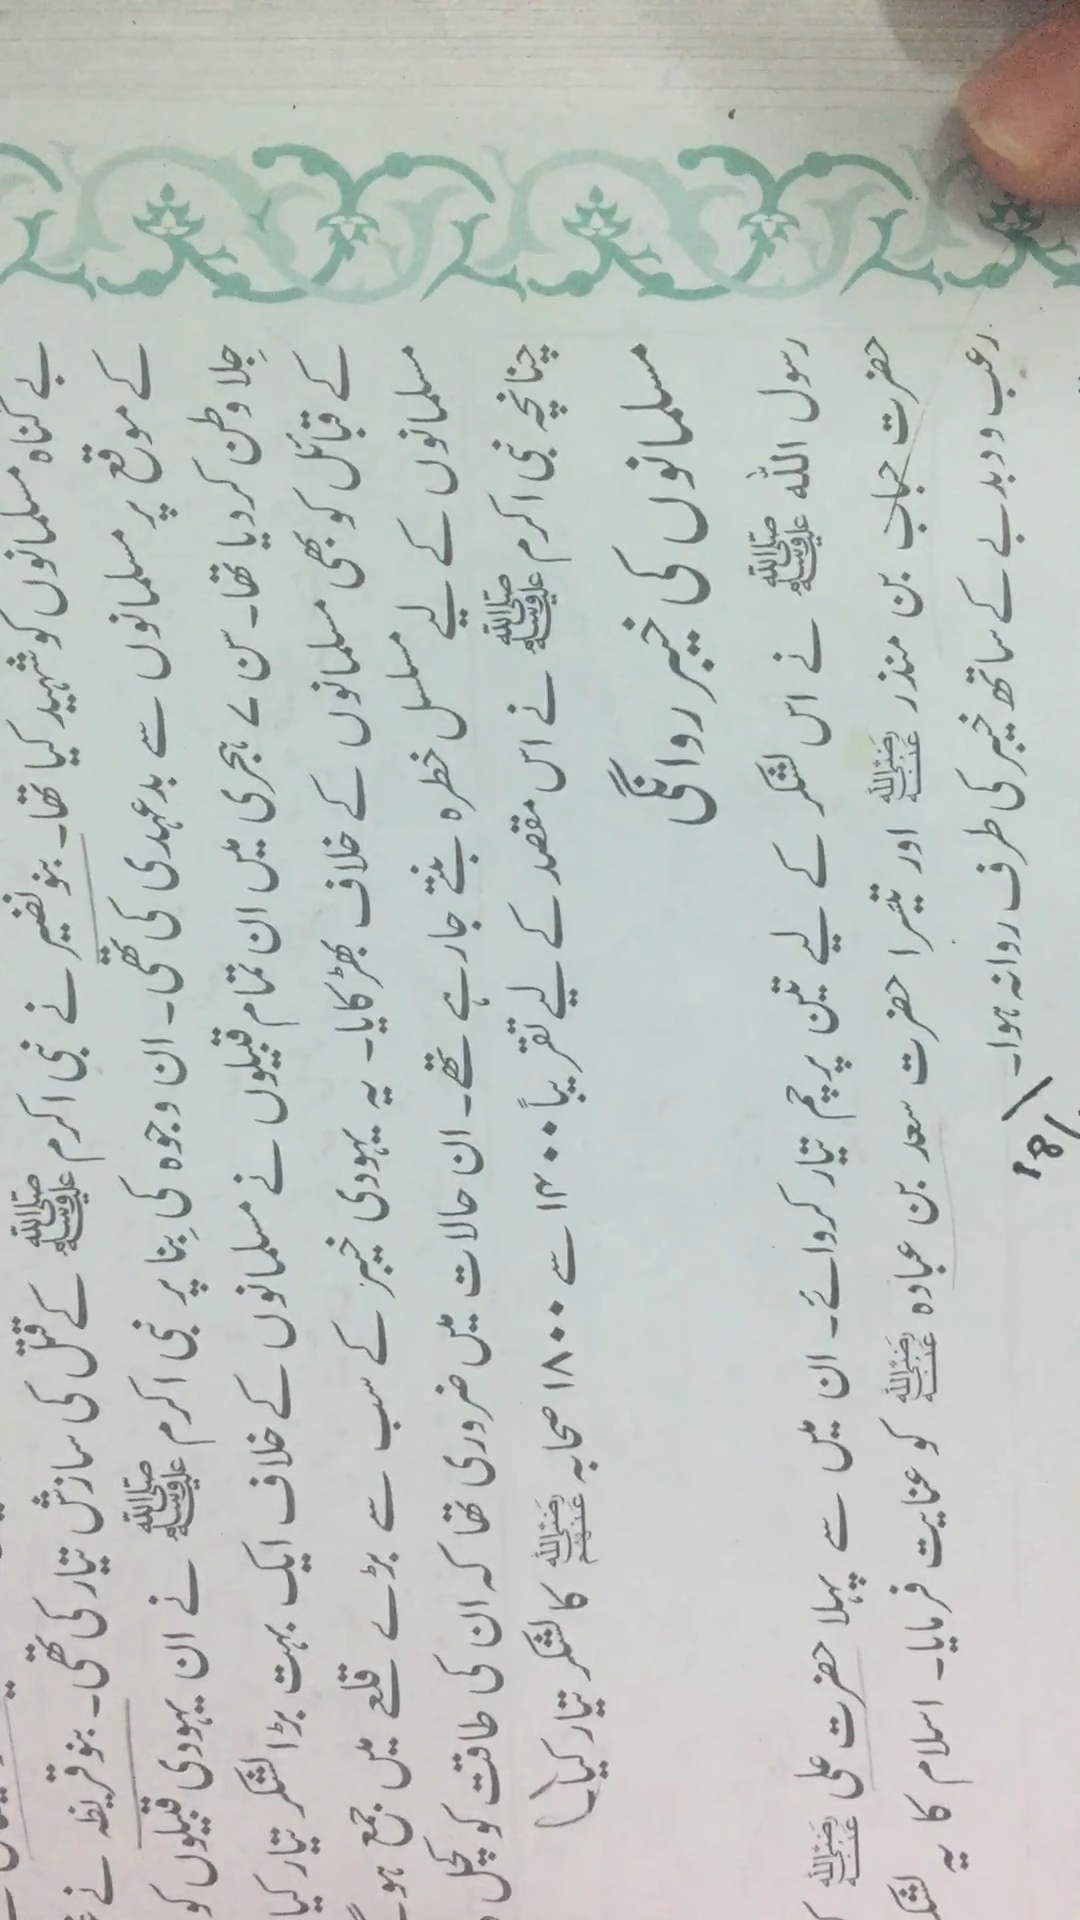 بے گناہ مسلمانوں کو شہید کیا تھا۔ بنو نضیر نے نبی اکرم ﷺ کے قتل کی سازش تیار کی تھی۔ بنو قریظہ نے
کے موقع پر مسلمانوں سے بدعہدی کی تھی۔ ان وجوہ کی بِنا پر نبی اکرم ﷺ نے ان یہودی قبیلوں کو
جِلا وطن کر دیا تھا۔ سن ۷ ہجری میں ان تمام قبیلوں نے مسلمانوں کے خلاف ایک بہت بڑا لشکر تیار کیا
کے قبائل کو بھی مسلمانوں کے خلاف بھڑکایا۔ یہ یہودی خیبر کے سب سے بڑے قلعے میں جمع ہو
مسلمانوں کے لیے مسلسل خطرہ بنتے جا رہے تھے۔ ان حالات میں ضروری تھا کہ ان کی طاقت کو کچل
چنانچہ نبی اکرم ﷺ نے اس مقصد کے لیے تقریباً ۱۴۰۰ سے ۱۸۰۰ صحابہ رضی اللہ عنہم کا لشکر تیار کیا۔
مسلمانوں کی خیبر روانگی
رسول اللہ ﷺ نے اس لشکر کے لیے تین پرچم تیار کروائے۔ ان میں سے پہلا حضرت علی رضی اللہ عنہ
حضرت حباب بن منذر رضی اللہ عنہ اور تیسرا حضرت سعد بن عبادہ رضی اللہ عنہ کو عنایت فرمایا۔ اسلام کا یہ لشکر
رعب و دبدبے کے ساتھ خیبر کی طرف روانہ ہوا۔